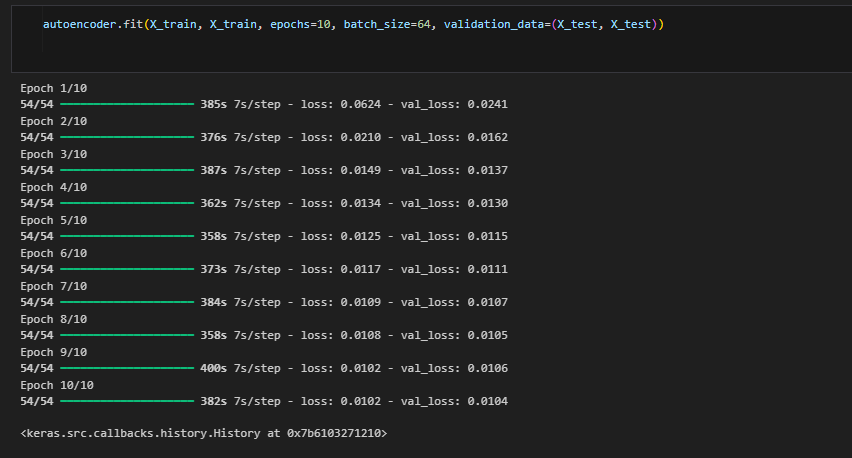 autoencoder.fit(X_train, X_train, epochs=10, batch_size=64, validation_data=(X_test, X_test))
Epoch 1/10
54/54 ━━━━━━━━━━━━━━━━━━━━ 385s 7s/step - loss: 0.0624 - val_loss: 0.0241
Epoch 2/10
54/54 ━━━━━━━━━━━━━━━━━━━━ 376s 7s/step - loss: 0.0210 - val_loss: 0.0162
Epoch 3/10
54/54 ━━━━━━━━━━━━━━━━━━━━ 387s 7s/step - loss: 0.0149 - val_loss: 0.0137
Epoch 4/10
54/54 ━━━━━━━━━━━━━━━━━━━━ 362s 7s/step - loss: 0.0134 - val_loss: 0.0130
Epoch 5/10
54/54 ━━━━━━━━━━━━━━━━━━━━ 358s 7s/step - loss: 0.0125 - val_loss: 0.0115
Epoch 6/10
54/54 ━━━━━━━━━━━━━━━━━━━━ 373s 7s/step - loss: 0.0117 - val_loss: 0.0111
Epoch 7/10
54/54 ━━━━━━━━━━━━━━━━━━━━ 384s 7s/step - loss: 0.0109 - val_loss: 0.0107
Epoch 8/10
54/54 ━━━━━━━━━━━━━━━━━━━━ 358s 7s/step - loss: 0.0108 - val_loss: 0.0105
Epoch 9/10
54/54 ━━━━━━━━━━━━━━━━━━━━ 400s 7s/step - loss: 0.0102 - val_loss: 0.0106
Epoch 10/10
54/54 ━━━━━━━━━━━━━━━━━━━━ 382s 7s/step - loss: 0.0102 - val_loss: 0.0104
<keras.src.callbacks.history.History at 0x7b6103271210>